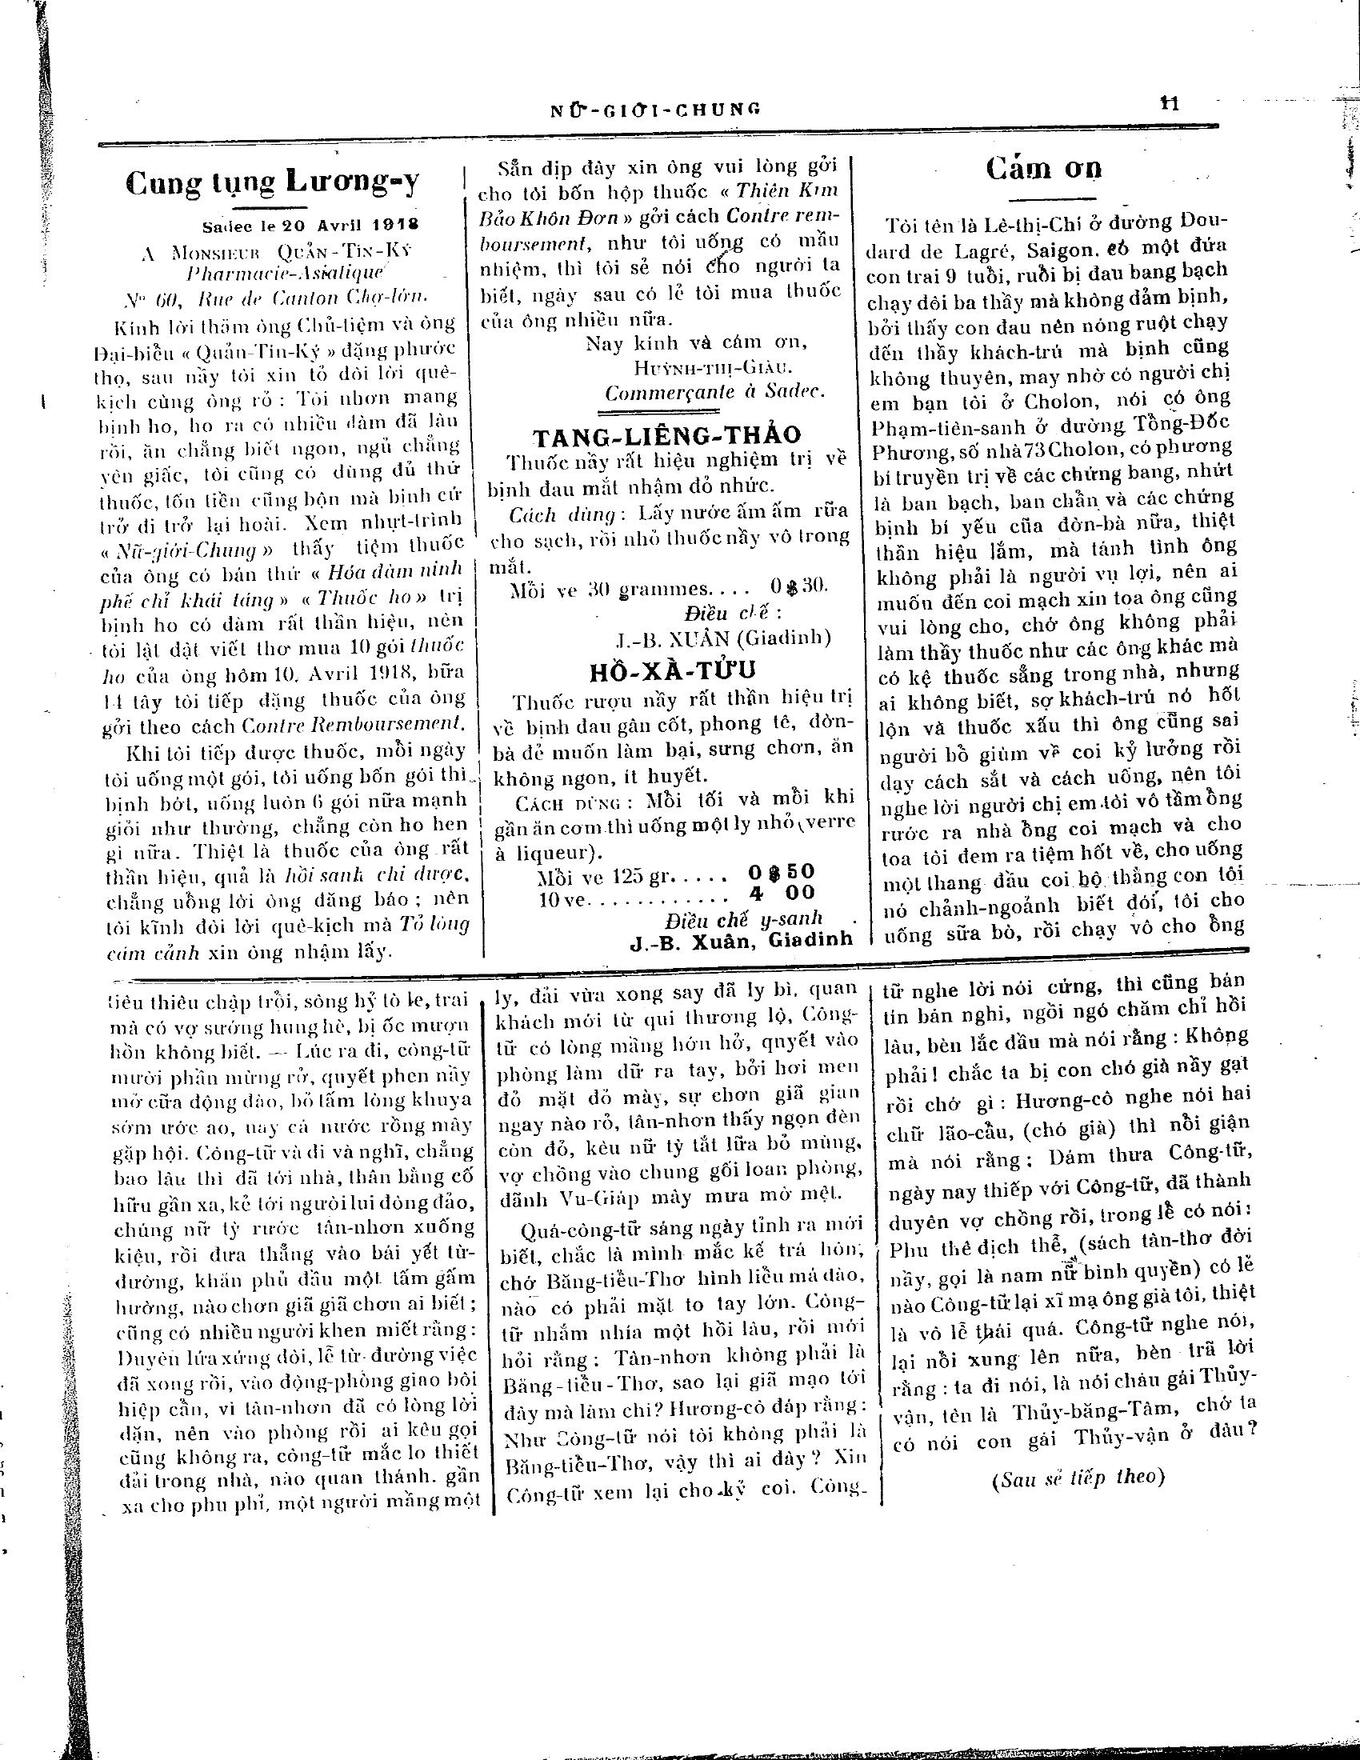 NỮ-GIỚI-CHUNG
11
Cung tụng Lương-y
Sadec le 20 Avril 1918
A MONSIEUR QUẢN-TIN-KÝ
Pharmacie-Asiatique
Nº 60, Rue de Canton Chợ-lớn.
Kính lời thăm ông Chủ-tiệm và ông
Đại-biểu « Quản-Tin-Ký » đặng phước
thọ, sau nầy tôi xin tỏ đôi lời quê-
kịch cùng ông rỏ : Tôi nhơn mang
bịnh ho, ho ra có nhiều đàm đã lâu
rồi, ăn chẳng biết ngon, ngủ chẳng
yên giấc, tôi cũng có dùng đủ thứ
thuốc, tốn tiền cũng bộn mà bịnh cứ
trở đi trở lại hoài. Xem nhựt-trình
« Nữ-giới-Chung » thấy tiệm thuốc
của ông có bán thứ « Hóa đàm ninh
phế chỉ khái táng » « Thuốc ho » trị
bịnh ho có đàm rất thần hiệu, nên
tôi lật đật viết thơ mua 10 gói thuốc
ho của ông hôm 10, Avril 1918, bữa
14 tây tôi tiếp đặng thuốc của ông
gởi theo cách Contre Remboursement.
Khi tôi tiếp được thuốc, mỗi ngày
tôi uống một gói, tôi uống bốn gói thì
bịnh bớt, uống luôn 6 gói nữa mạnh
giỏi như thường, chẳng còn ho hen
gì nữa. Thiệt là thuốc của ông rất
thần hiệu, quả là hồi sanh chi dược,
chẳng uổng lời ông đăng báo ; nên
tôi kĩnh đôi lời quê-kịch mà Tỏ lòng
cám cảnh xin ông nhậm lấy.
Sẵn dịp đây xin ông vui lòng gởi
cho tôi bốn hộp thuốc « Thiên Kim
Bảo Khôn Đơn » gởi cách Contre rem-
boursement, như tôi uống có mầu
nhiệm, thì tôi sẻ nói cho người ta
biết, ngày sau có lẻ tôi mua thuốc
của ông nhiều nữa.
Nay kính và cám ơn,
HUỲNH-THỊ-GIÀU.
Commerçante à Sadec.
TANG-LIÊNG-THẢO
Thuốc nầy rất hiệu nghiệm trị về
bịnh đau mắt nhậm đỏ nhức.
Cách dùng : Lấy nước ấm ấm rữa
cho sạch, rồi nhỏ thuốc nầy vô trong
mắt.
Mỗi ve 30 grammes.... 0$30.
Điều chế :
J.-B. XUÂN (Giadinh)
HỒ-XÀ-TỬU
Thuốc rượu nầy rất thần hiệu trị
về bịnh đau gân cốt, phong tê, đờn-
bà đẻ muốn làm bại, sưng chơn, ăn
không ngon, ít huyết.
CÁCH DÙNG : Mỗi tối và mỗi khi
gần ăn cơm thì uống một ly nhỏ (verre
à liqueur).
Mỗi ve 125 gr..... 0 $ 50
10 ve............ 4 00
Điều chế y-sanh
J.-B. Xuân, Giadinh
Cám ơn
Tôi tên là Lê-thị-Chí ở đường Dou-
dard de Lagré, Saigon. có một đứa
con trai 9 tuổi, ruổi bị đau bang bạch
chạy đôi ba thầy mà không dảm bịnh,
bởi thấy con đau nên nóng ruột chạy
đến thầy khách-trú mà bịnh cũng
không thuyên, may nhờ có người chị
em bạn tôi ở Cholon, nói có ông
Phạm-tiên-sanh ở đường Tổng-Đốc
Phương, số nhà 73 Cholon, có phương
bí truyền trị về các chứng bang, nhứt
là ban bạch, ban chẩn và các chứng
bịnh bí yếu của đờn-bà nữa, thiệt
thần hiệu lắm, mà tánh tình ông
không phải là người vụ lợi, nên ai
muốn đến coi mạch xin toa ông cũng
vui lòng cho, chớ ông không phải
làm thầy thuốc như các ông khác mà
có kệ thuốc sẳng trong nhà, nhưng
ai không biết, sợ khách-trú nó hốt
lộn và thuốc xấu thì ông cũng sai
người bổ giùm về coi kỷ lưởng rồi
dạy cách sắt và cách uống, nên tôi
nghe lời người chị em tôi vô tầm ổng
rước ra nhà ổng coi mạch và cho
toa tôi đem ra tiệm hốt về, cho uống
một thang đầu coi bộ thằng con tôi
nó chảnh-ngoảnh biết đói, tôi cho
uống sữa bò, rồi chạy vô cho ổng
tiêu thiêu chập trổi, sòng hỷ tò le, trai
mà có vợ sướng hung hè, bị ốc mượn
hồn không biết. — Lúc ra đi, công-tữ
mười phần mừng rở, quyết phen nầy
mở cữa động đào, bỏ tấm lòng khuya
sớm ước ao, nay cá nước rồng mây
gặp hội. Công-tữ và đi và nghĩ, chẳng
bao lâu thì đã tới nhà, thân bằng cố
hữu gần xa, kẻ tới người lui đông đảo,
chúng nữ tỳ rước tân-nhơn xuống
kiệu, rồi đưa thẳng vào bái yết từ-
đường, khăn phủ đầu một tấm gấm
hường, nào chơn giã giã chơn ai biết ;
cũng có nhiều người khen miết rằng :
Duyên lứa xứng đôi, lễ từ-đường việc
đã xong rồi, vào động-phòng giao bôi
hiệp cẩn, vì tân-nhơn đã có lòng lời
dặn, nên vào phòng rồi ai kêu gọi
cũng không ra, công-tữ mắc lo thiết
đải trong nhà, nào quan thánh. gần
xa cho phu phỉ, một người mảng một
ly, đải vừa xong say đã ly bì, quan
khách mới từ qui thương lộ, Công-
tữ có lòng mầng hớn hở, quyết vào
phòng làm dữ ra tay, bởi hơi men
đỏ mặt đỏ mày, sự chơn giã gian
ngay nào rỏ, tân-nhơn thấy ngọn đèn
còn đỏ, kêu nữ tỳ tắt lữa bỏ mùng,
vợ chồng vào chung gối loan phòng,
đãnh Vu-Giáp mây mưa mờ mệt.
Quá-công-tữ sáng ngày tỉnh ra mới
biết, chắc là mình mắc kế trá hôn,
chớ Băng-tiểu-Thơ hình liễu má đào,
nào có phải mặt to tay lớn. Công-
tữ nhắm nhía một hồi lâu, rồi mới
hỏi rằng : Tân-nhơn không phải là
Băng-tiểu-Thơ, sao lại giã mạo tới
đây mà làm chi ? Hương-cô đáp rằng :
Như Công-tữ nói tôi không phải là
Băng-tiểu-Thơ, vậy thì ai đây ? Xin
Công-tữ xem lại cho kỷ coi. Công-
tữ nghe lời nói cứng, thì cũng bán
tín bán nghi, ngồi ngó chăm chỉ hồi
lâu, bèn lắc đầu mà nói rằng : Không
phải ! chắc ta bị con chó già nầy gạt
rồi chớ gì : Hương-cô nghe nói hai
chữ lão-cẩu, (chó già) thì nổi giận
mà nói rằng : Dám thưa Công-tữ,
ngày nay thiếp với Công-tữ, đã thành
duyên vợ chồng rồi, trong lể có nói :
Phu thê địch thể, (sách tân-thơ đời
nầy, gọi là nam nữ bình quyền) có lẻ
nào Công-tữ lại xĩ mạ ông già tôi, thiệt
là vô lể thái quá. Công-tữ nghe nói,
lại nổi xung lên nữa, bèn trã lời
rằng : ta đi nói, là nói cháu gái Thủy-
vận, tên là Thủy-băng-Tâm, chớ ta
có nói con gái Thủy-vận ở đâu ?
(Sau sẻ tiếp theo)